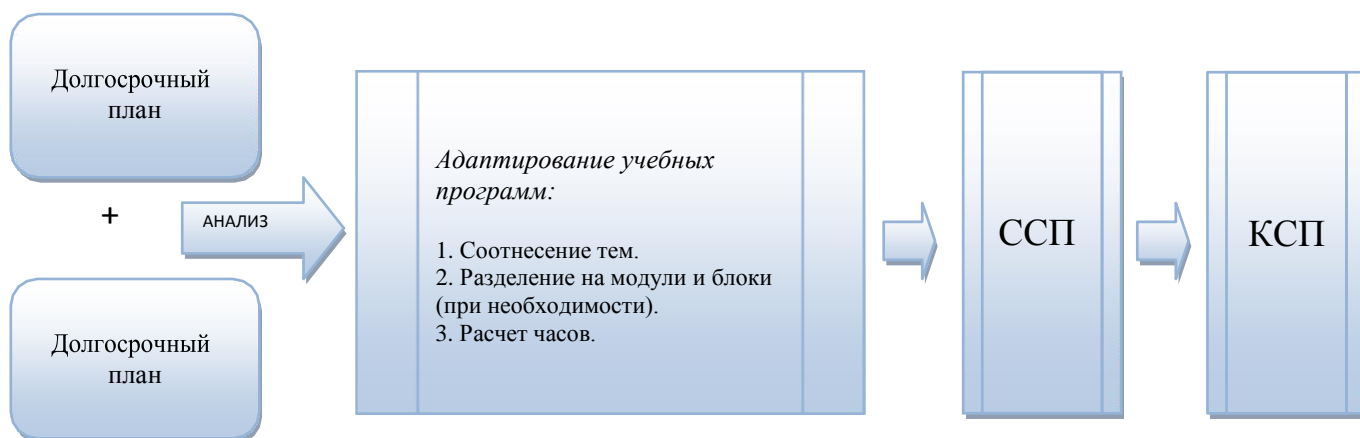 Долгосрочный
план
+
АНАЛИЗ
Долгосрочный
план
Адаптирование учебных
программ:
1. Соотнесение тем.
2. Разделение на модули и блоки
(при необходимости).
3. Расчет часов.
ССП
КСП